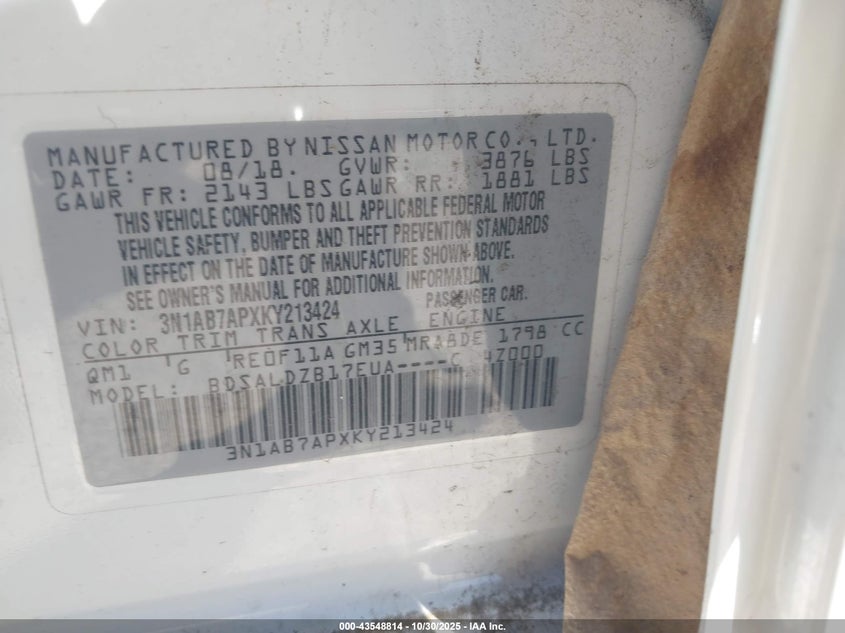 MANUFACTURED BY NISSAN MOTOR CO., LTD.
DATE: 08/18. GVWR: 3876 LBS
GAWR FR: 2143 LBS GAWR RR: 1881 LBS
THIS VEHICLE CONFORMS TO ALL APPLICABLE FEDERAL MOTOR
VEHICLE SAFETY, BUMPER AND THEFT PREVENTION STANDARDS
IN EFFECT ON THE DATE OF MANUFACTURE SHOWN ABOVE.
SEE OWNER'S MANUAL FOR ADDITIONAL INFORMATION.
VIN: 3N1AB7APXKY213424 PASSENGER CAR.
COLOR TRIM TRANS AXLE ENGINE
QM1 G RE0F11A GM35 MRA8DE 1798 CC
MODEL: BDSALDZB17EUA----C 4Z000
3N1AB7APXKY213424
000-43548814 - 10/30/2025 - IAA Inc.